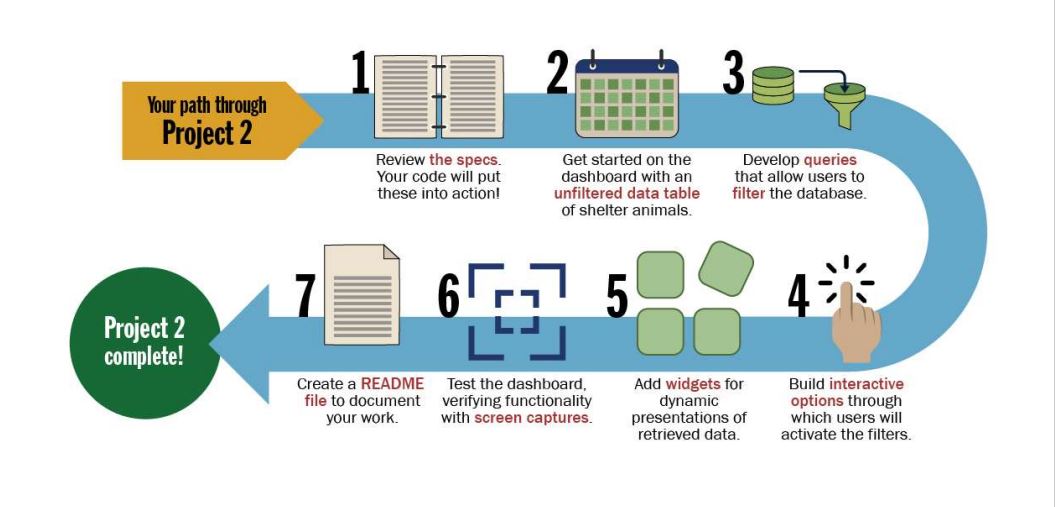 Your path through
Project 2
1
Review the specs.
Your code will put
these into action!
2
Get started on the
dashboard with an
unfiltered data table
of shelter animals.
3
Develop queries
that allow users to
filter the database.
4
Build interactive
options through
which users will
activate the filters.
5
Add widgets for
dynamic
presentations of
retrieved data.
6
Test the dashboard,
verifying functionality
with screen captures.
7
Create a README
file to document
your work.
Project 2
complete!